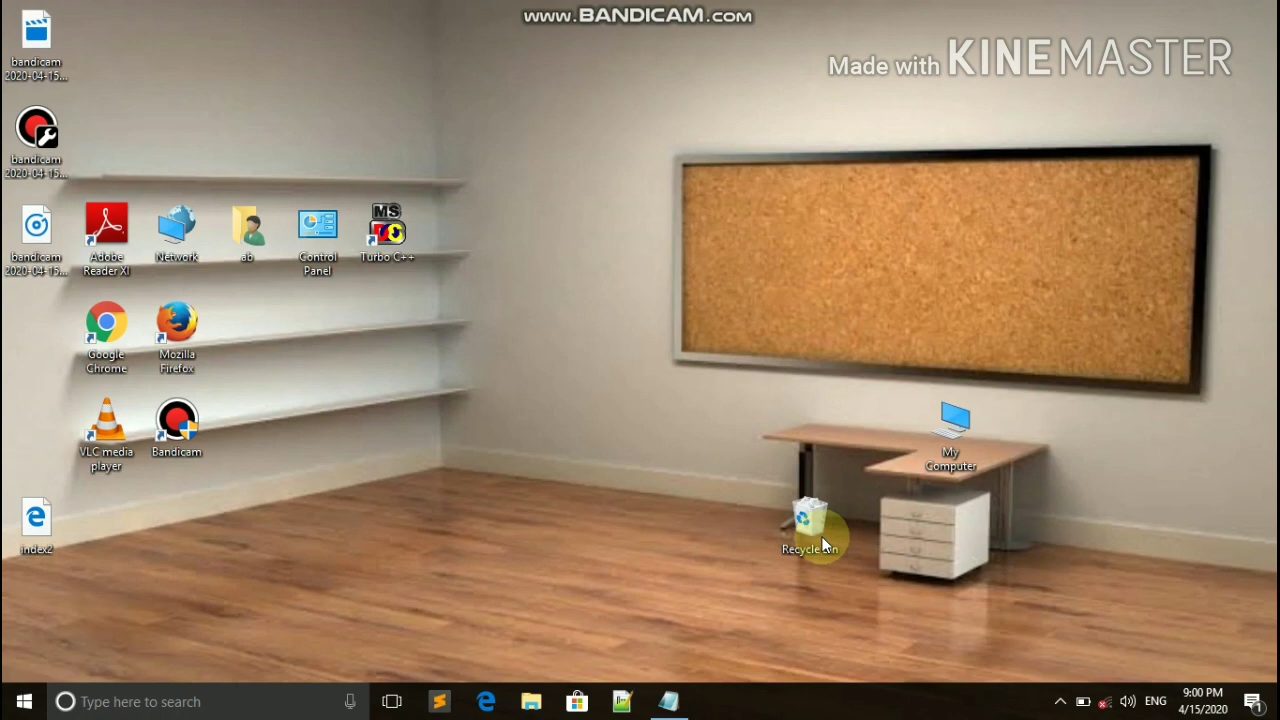 www.BANDICAM.com
Made with KINEMASTER
bandicam
2020-04-15...
bandicam
2020-04-15...
bandicam
2020-04-15...
Adobe
Reader XI
Network
ab
Control
Panel
MS
Turbo C++
Google
Chrome
Mozilla
Firefox
VLC media
player
Bandicam
My
Computer
index2
Recycle Bin
Type here to search
ENG
9:00 PM
4/15/2020
1